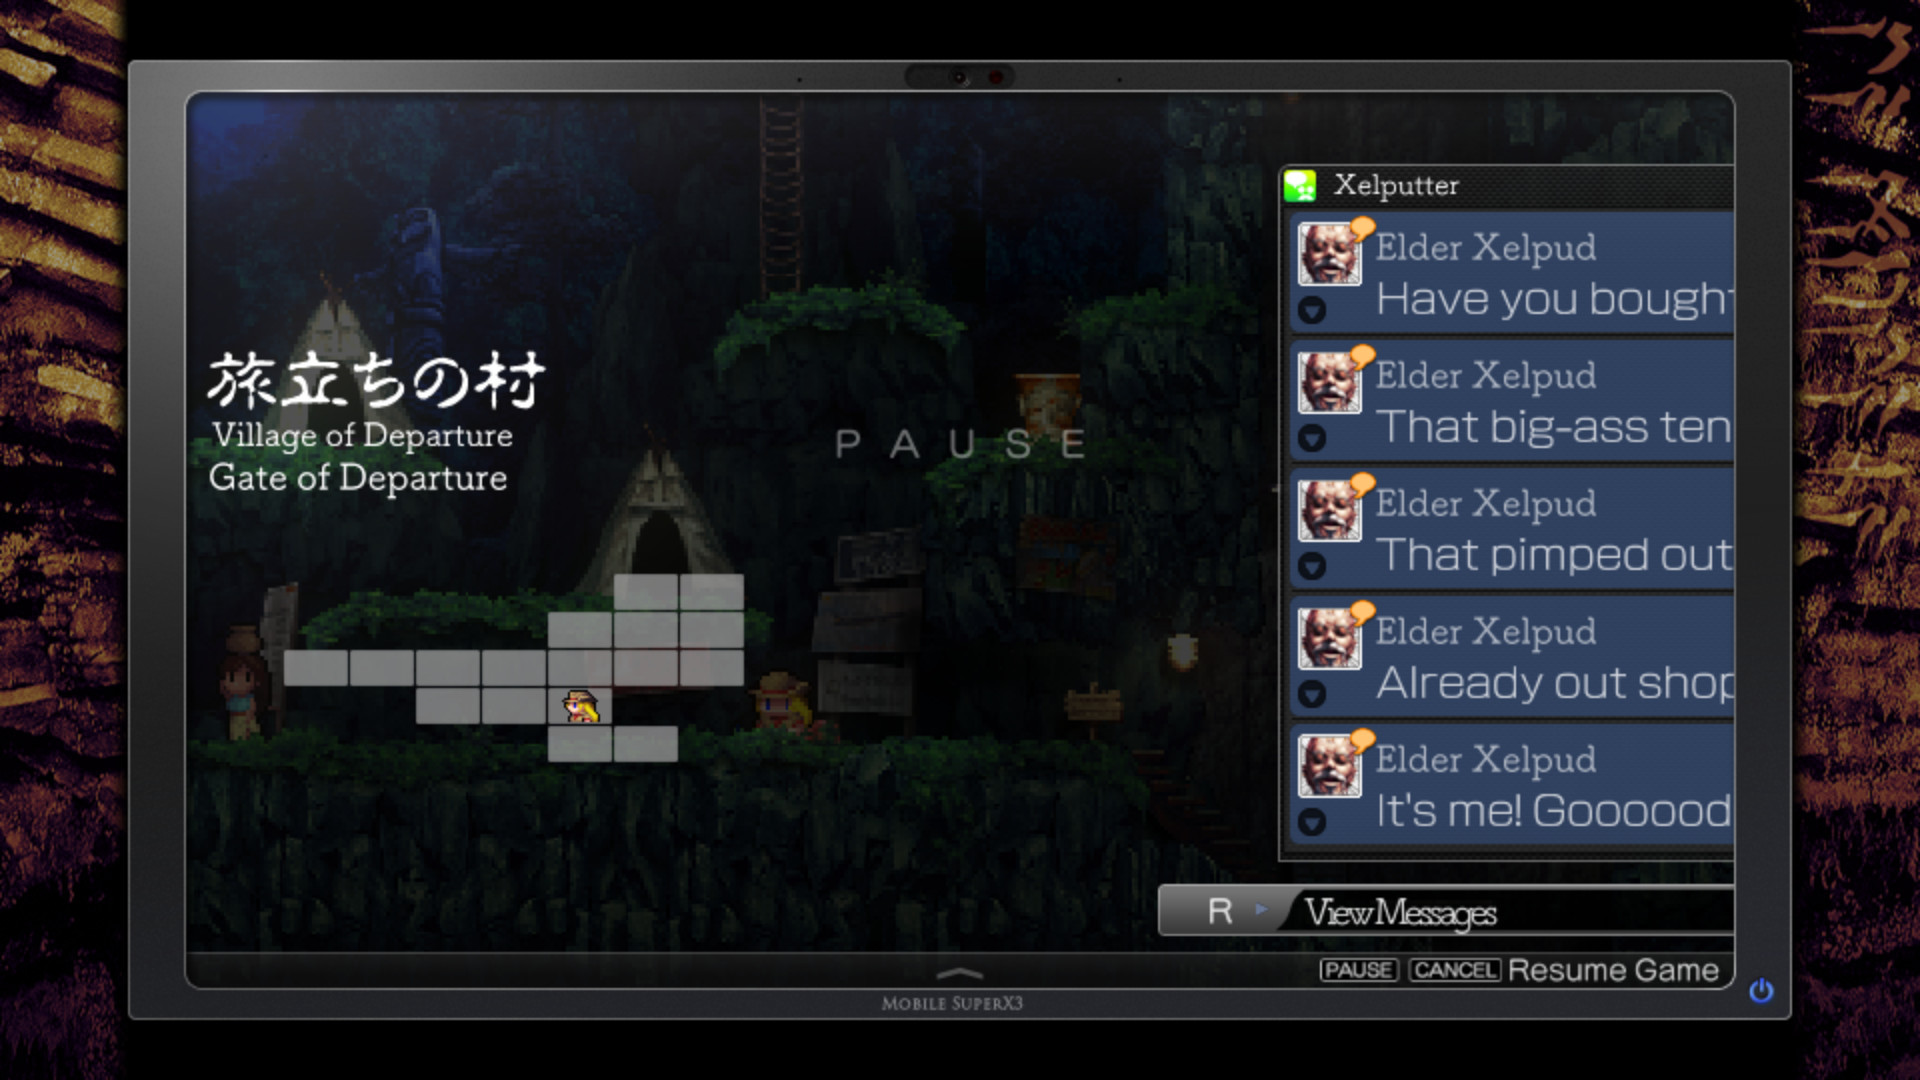 旅立ちの村
Village of Departure
Gate of Departure
PAUSE
Xelputter
Elder Xelpud
Have you bought
Elder Xelpud
That big-ass ten
Elder Xelpud
That pimped out
Elder Xelpud
Already out shop
Elder Xelpud
It's me! Gooooood
R View Messages
PAUSE CANCEL Resume Game
MOBILE SUPERX3